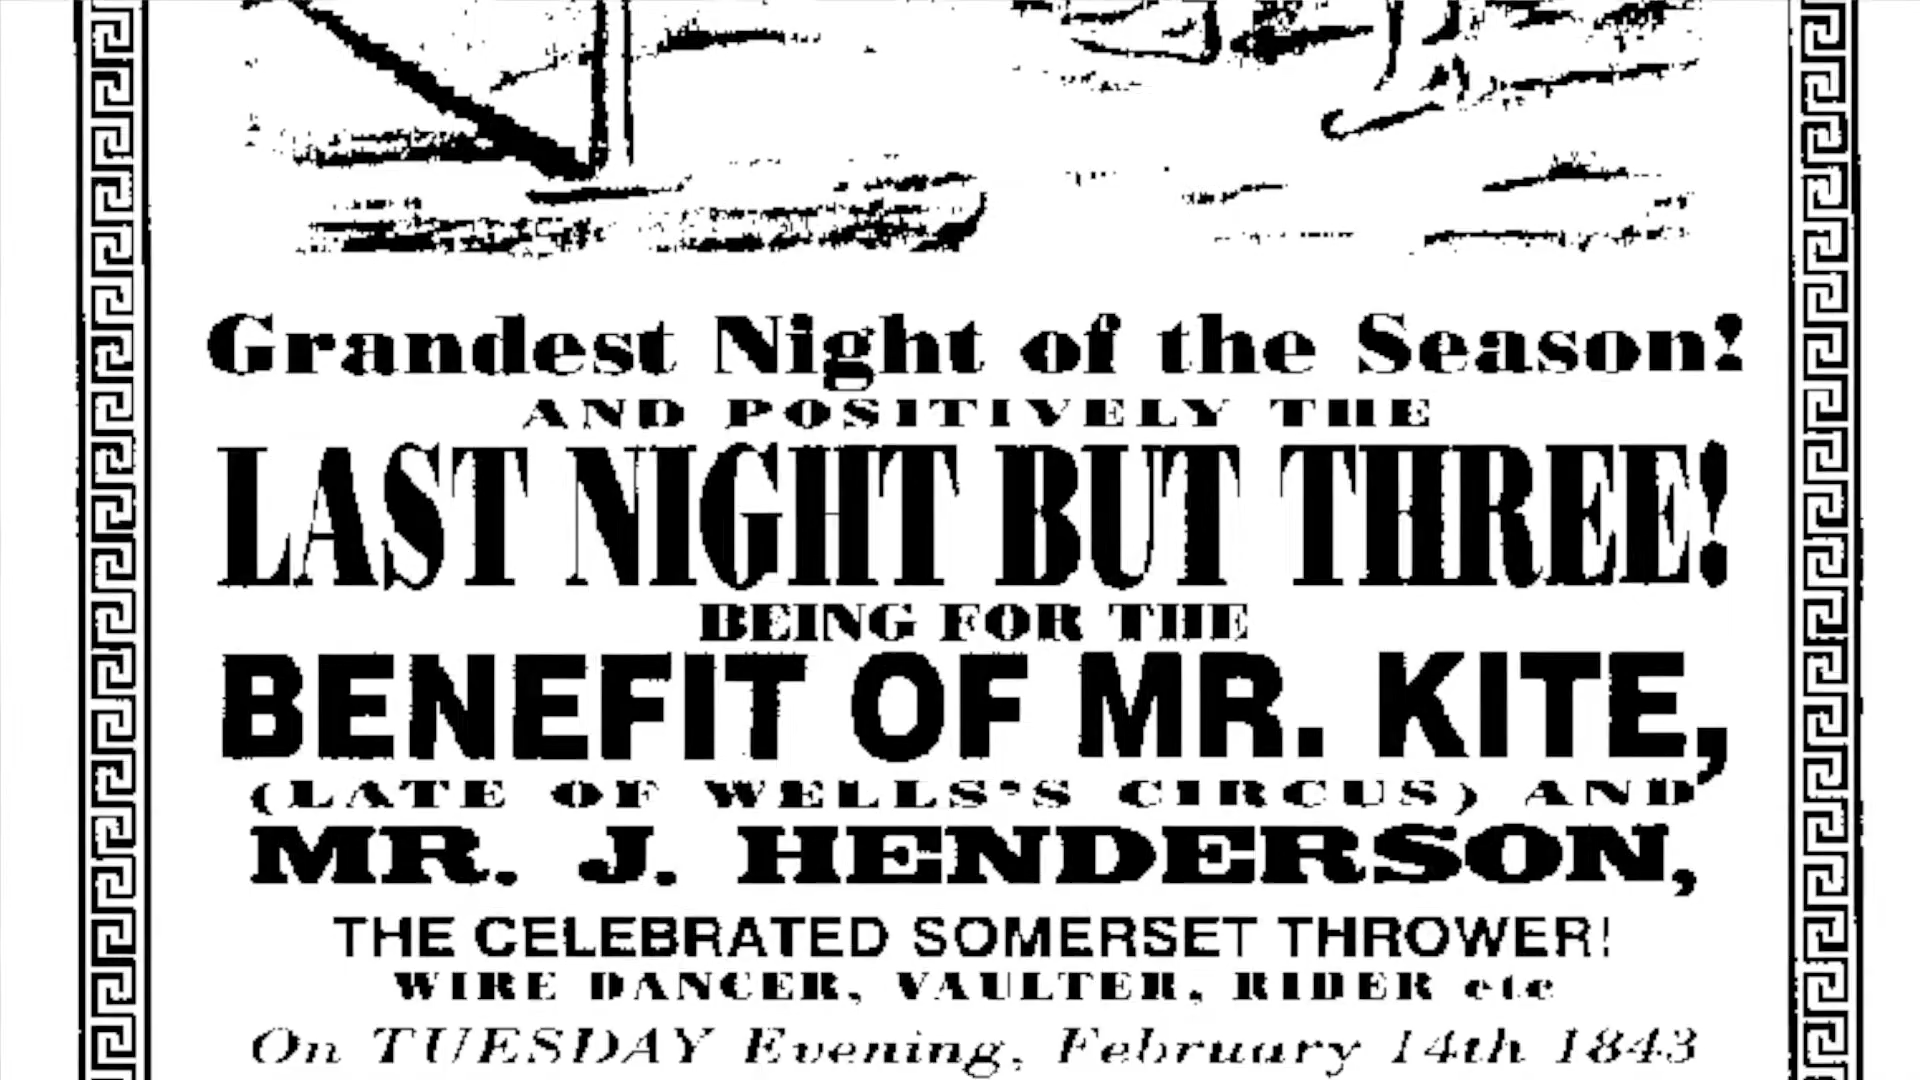 Grandest Night of the Season!
AND POSITIVELY THE
LAST NIGHT BUT THREE!
BEING FOR THE
BENEFIT OF MR. KITE,
(LATE OF WELLS'S CIRCUS) AND
MR. J. HENDERSON,
THE CELEBRATED SOMERSET THROWER!
WIRE DANCER, VAULTER, RIDER etc
On TUESDAY Evening, February 14th 1843